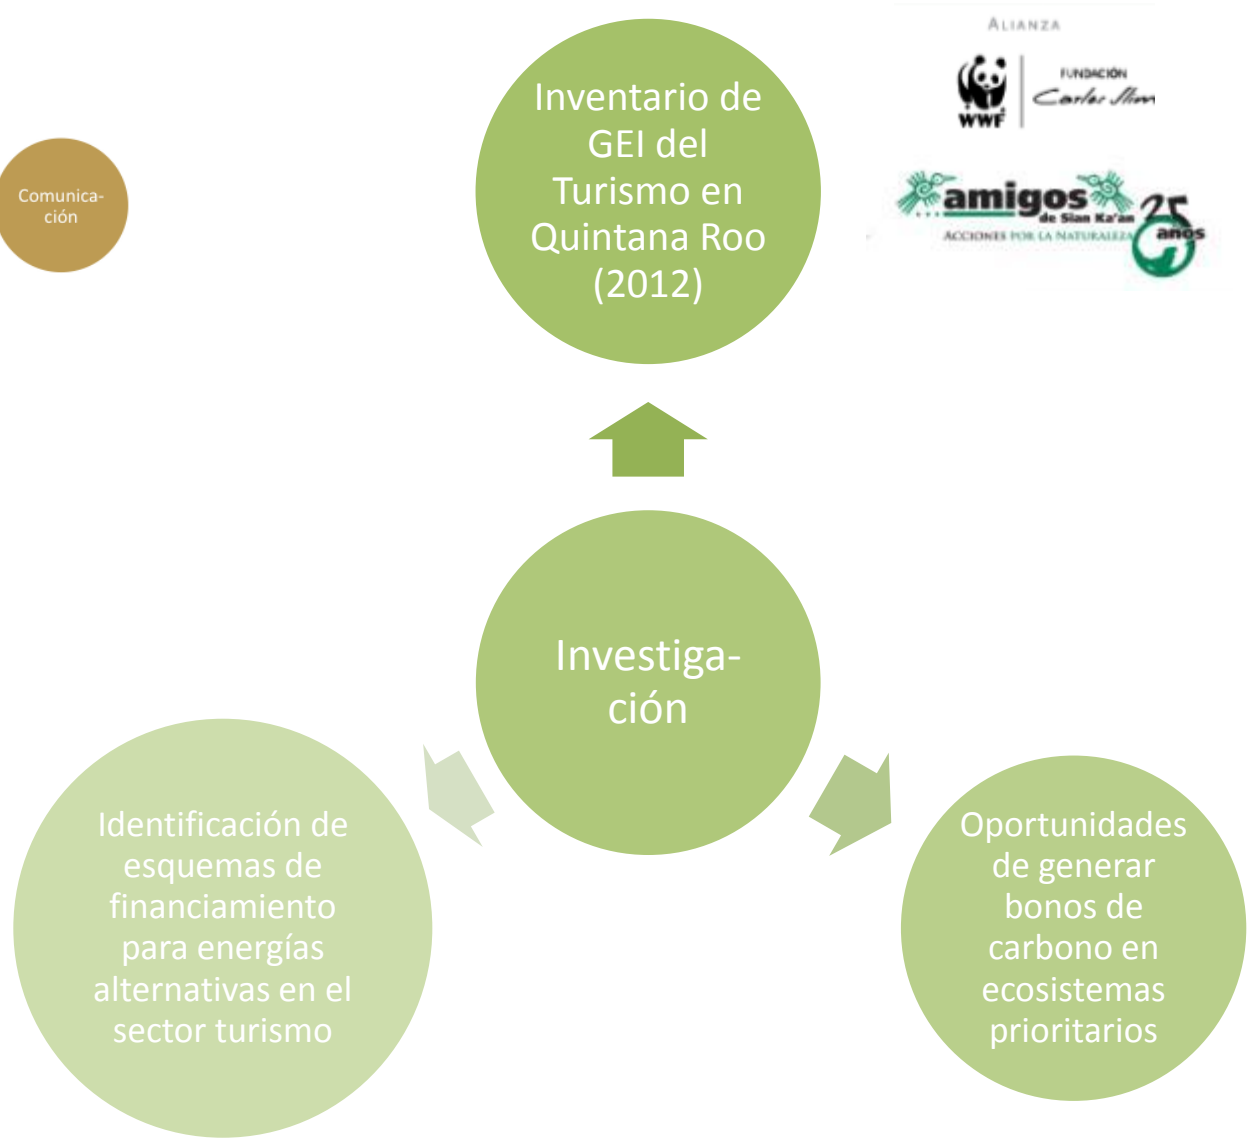 ALIANZA
WWF
FUNDACIÓN
Carlos Slim
amigos
de Sian Ka'an
ACCIONES POR LA NATURALEZA
25
años
Comunica-
ción
Inventario de
GEI del
Turismo en
Quintana Roo
(2012)
Investiga-
ción
Identificación de
esquemas de
financiamiento
para energías
alternativas en el
sector turismo
Oportunidades
de generar
bonos de
carbono en
ecosistemas
prioritarios